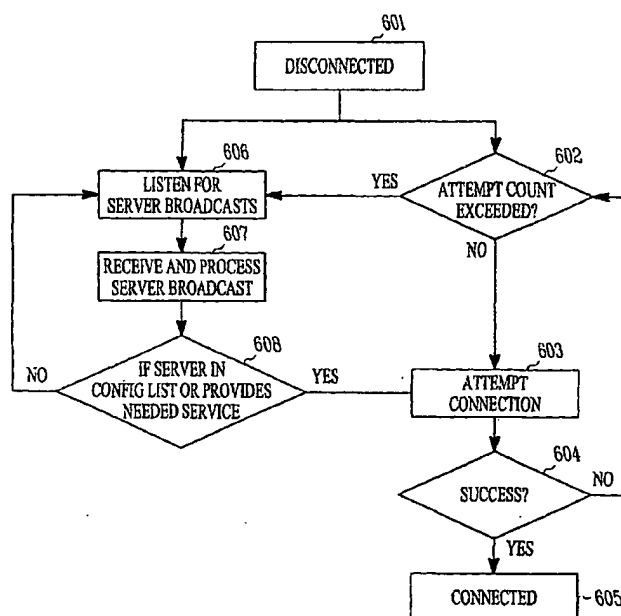 601
DISCONNECTED
606
LISTEN FOR
SERVER BROADCASTS
YES
602
ATTEMPT COUNT
EXCEEDED?
607
RECEIVE AND PROCESS
SERVER BROADCAST
NO
608
IF SERVER IN
CONFIG LIST OR PROVIDES
NEEDED SERVICE
NO
YES
603
ATTEMPT
CONNECTION
604
SUCCESS?
NO
YES
CONNECTED
605